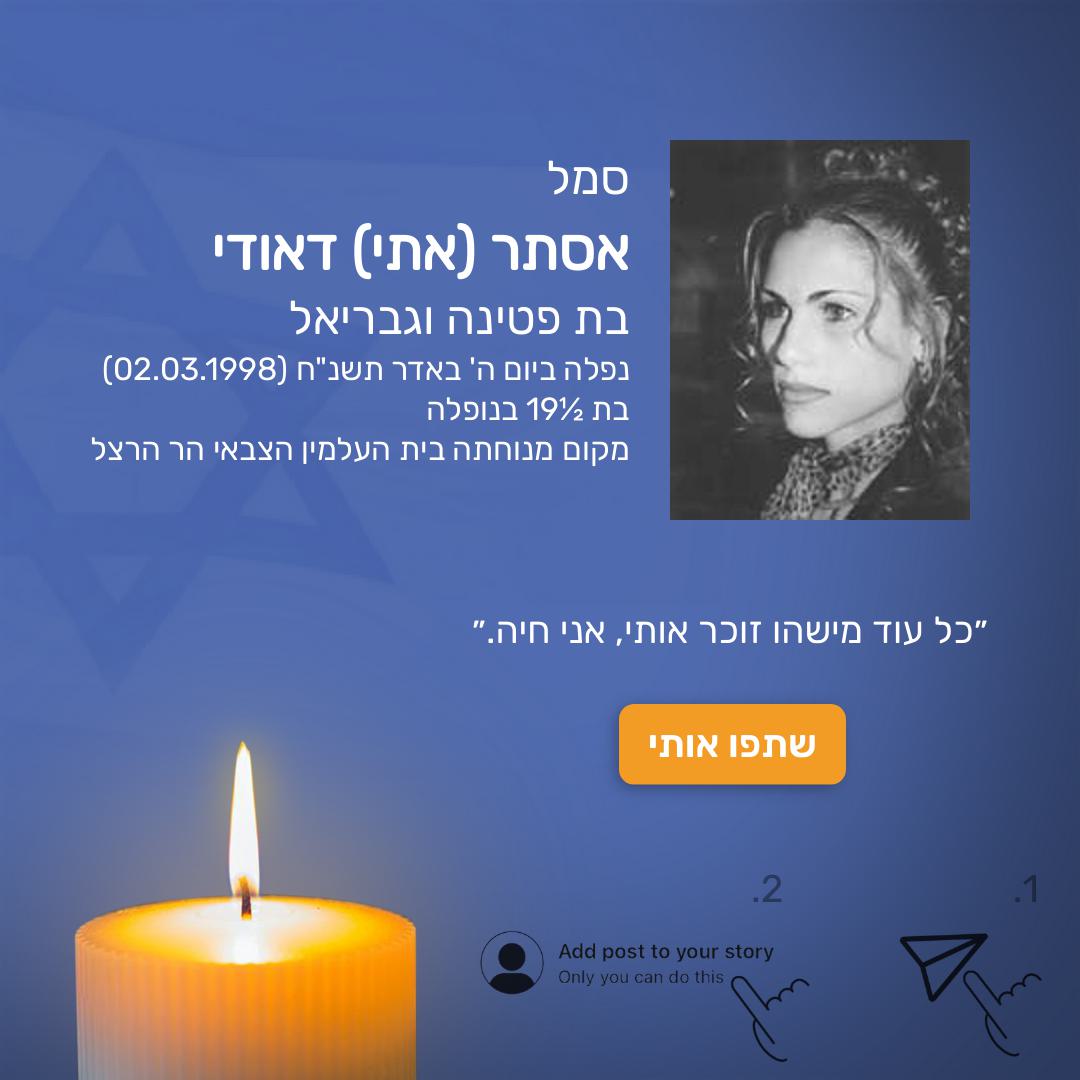 סמל
אסתר (אתי) דאודי
בת פטינה וגבריאל
נפלה ביום ה' באדר תשנ"ח (02.03.1998)
בת 19½ בנופלה
מקום מנוחתה בית העלמין הצבאי הר הרצל
״כל עוד מישהו זוכר אותי, אני חיה.״
שתפו אותי
1.
2.
Add post to your story
Only you can do this